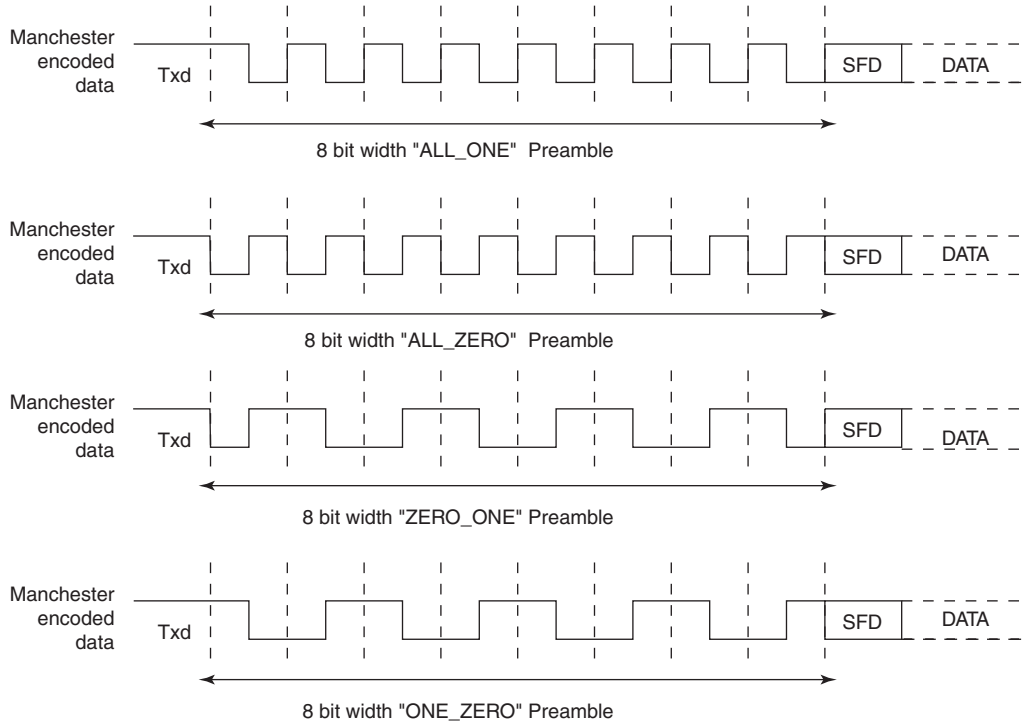 Manchester
encoded
data
Txd
SFD
DATA
8 bit width "ALL_ONE" Preamble
Manchester
encoded
data
Txd
SFD
DATA
8 bit width "ALL_ZERO" Preamble
Manchester
encoded
data
Txd
SFD
DATA
8 bit width "ZERO_ONE" Preamble
Manchester
encoded
data
Txd
SFD
DATA
8 bit width "ONE_ZERO" Preamble